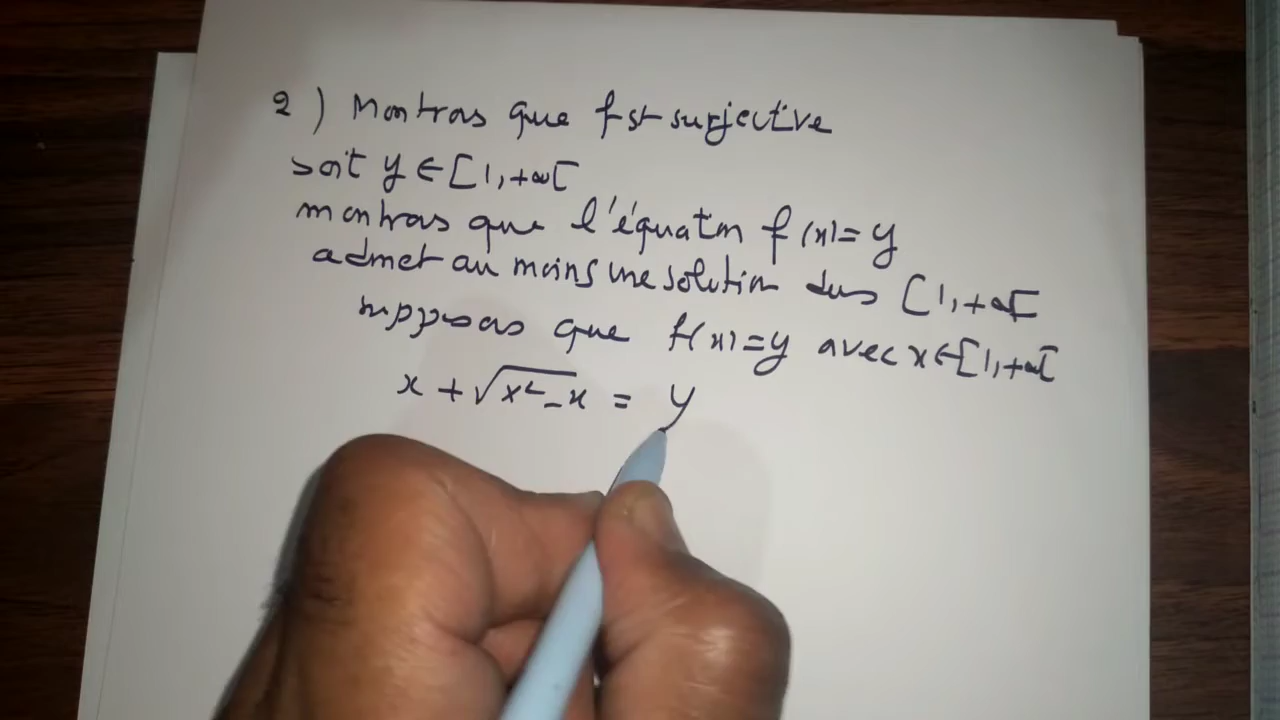 2) Montrons que f est surjective
soit y ∈ [1,+∞[
montrons que l'équation f(x)=y
admet au moins une solution dans [1,+∞[
supposons que f(x)=y avec x∈[1,+∞[
x + √(x²-x) = y